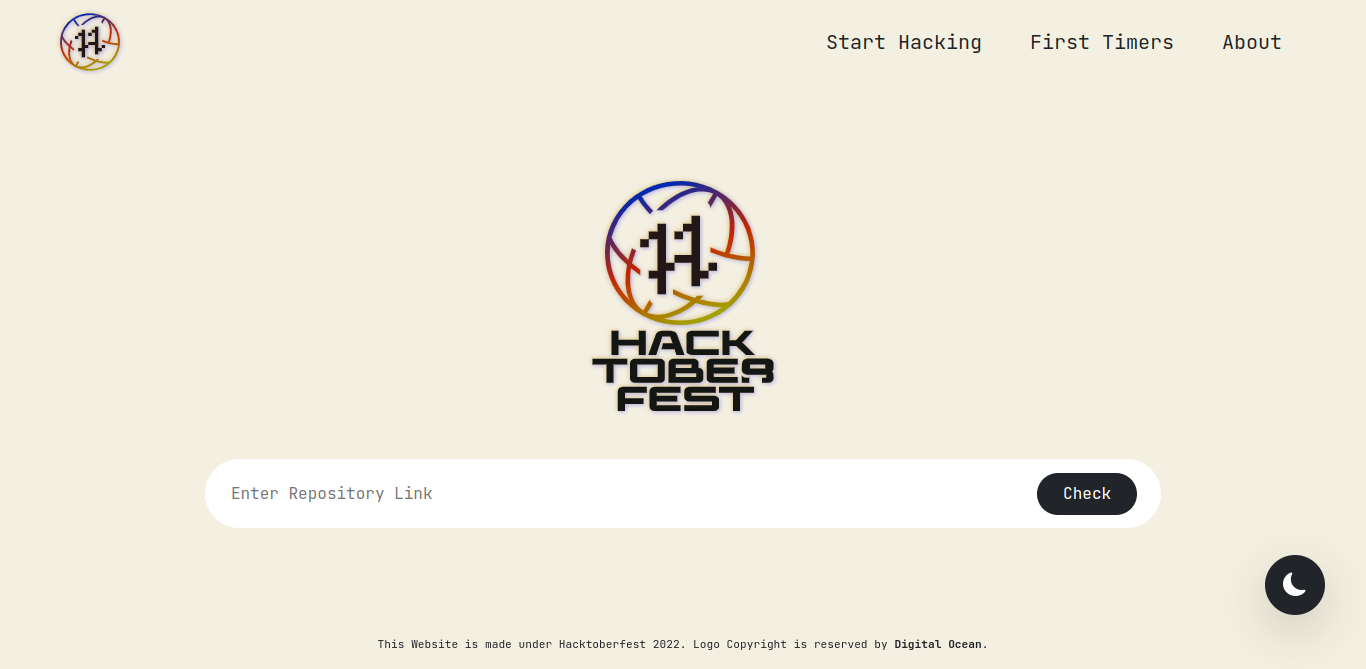 Start Hacking First Timers About
HACK
TOBER
FEST
Enter Repository Link
Check
This Website is made under Hacktoberfest 2022. Logo Copyright is reserved by Digital Ocean.